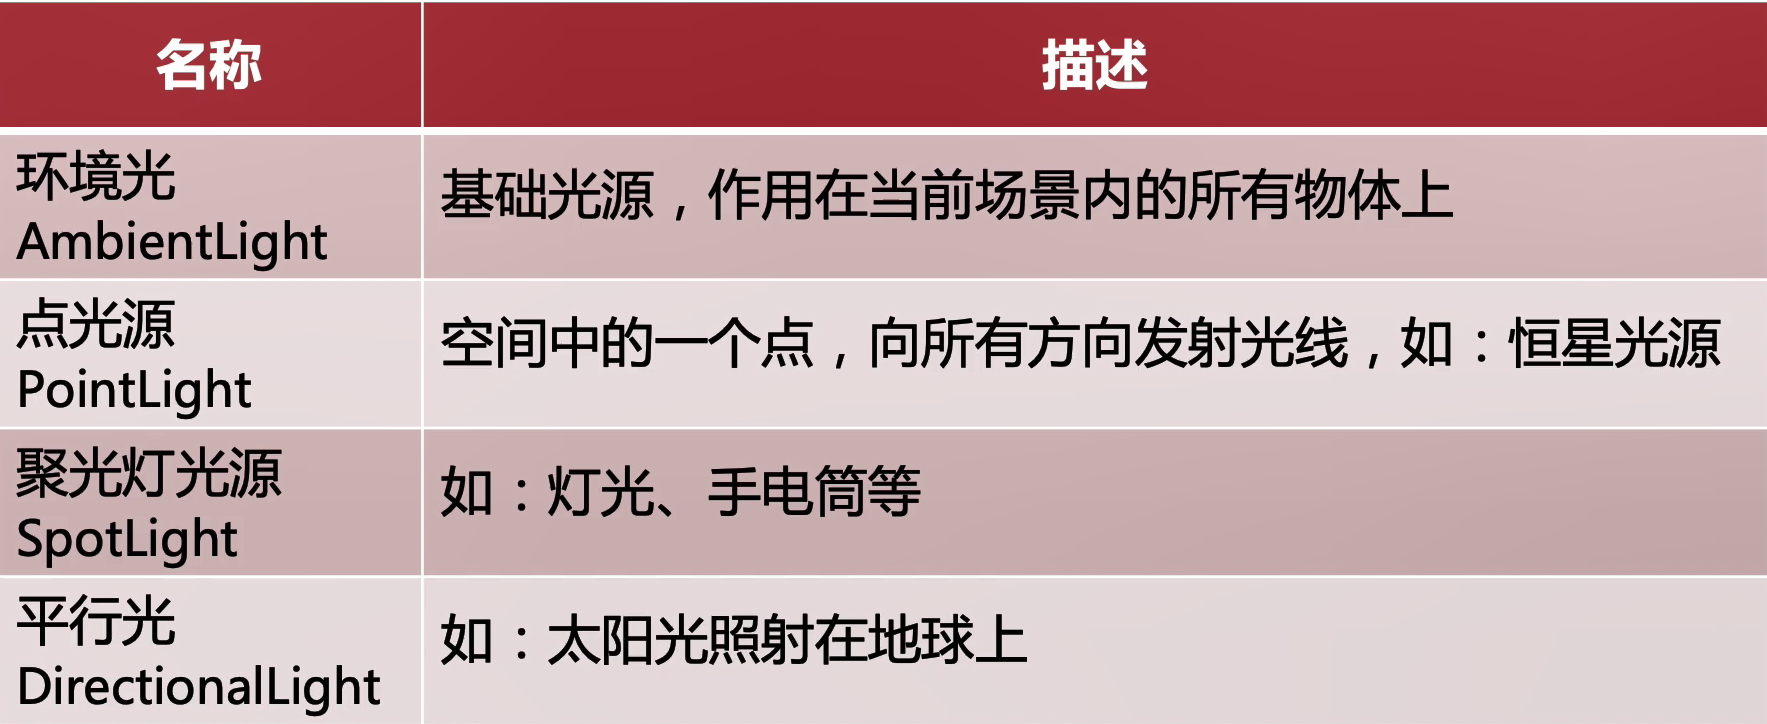 名称
描述
环境光
AmbientLight
基础光源，作用在当前场景内的所有物体上
点光源
PointLight
空间中的一个点，向所有方向发射光线，如：恒星光源
聚光灯光源
SpotLight
如：灯光、手电筒等
平行光
DirectionalLight
如：太阳光照射在地球上